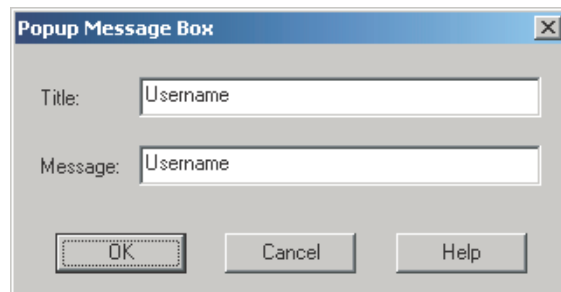 Popup Message Box
Title: Username
Message: Username
OK Cancel Help